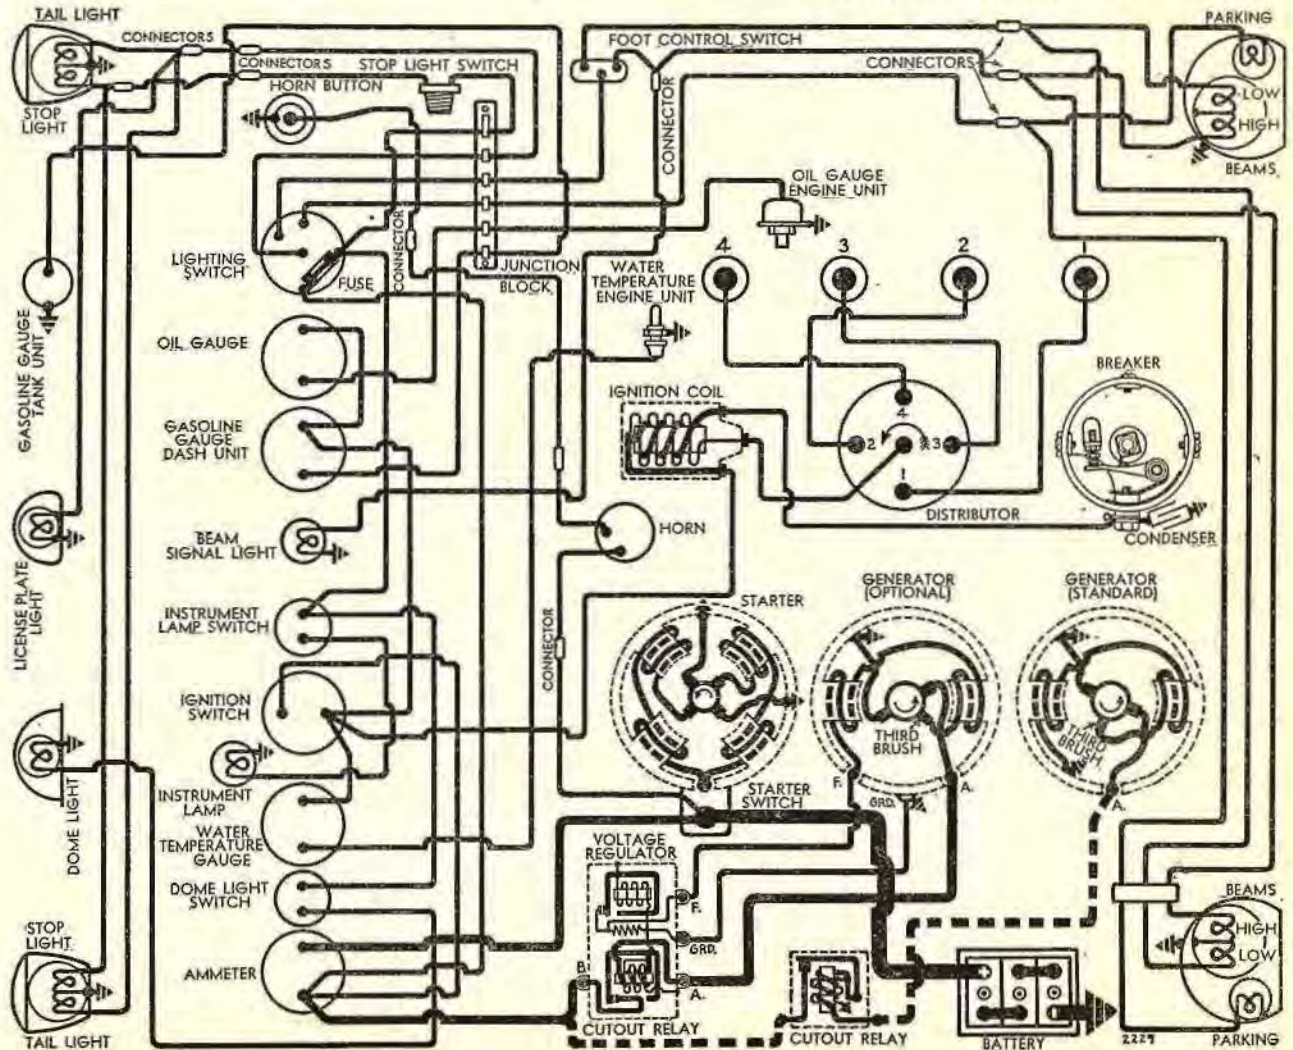 TAIL LIGHT
CONNECTORS
CONNECTORS
STOP LIGHT SWITCH
HORN BUTTON
STOP
LIGHT
FOOT CONTROL SWITCH
CONNECTORS
CONNECTOR
PARKING
LOW
HIGH
BEAMS
OIL GAUGE
ENGINE UNIT
LIGHTING
SWITCH
FUSE
CONNECTOR
JUNCTION
BLOCK
WATER
TEMPERATURE
ENGINE UNIT
4
3
2
1
GASOLINE GAUGE
TANK UNIT
OIL GAUGE
GASOLINE
GAUGE
DASH UNIT
IGNITION COIL
4
2
3
1
DISTRIBUTOR
BREAKER
CONDENSER
LICENSE PLATE
LIGHT
BEAM
SIGNAL LIGHT
HORN
INSTRUMENT
LAMP SWITCH
CONNECTOR
STARTER
GENERATOR
(OPTIONAL)
GENERATOR
(STANDARD)
IGNITION
SWITCH
THIRD
BRUSH
THIRD
BRUSH
F.
GRD.
A.
A.
DOME LIGHT
INSTRUMENT
LAMP
STARTER
SWITCH
WATER
TEMPERATURE
GAUGE
VOLTAGE
REGULATOR
DOME LIGHT
SWITCH
F.
GRD.
A.
B
AMMETER
STOP
LIGHT
TAIL LIGHT
CUTOUT RELAY
CUTOUT RELAY
BATTERY
BEAMS
HIGH
LOW
2229
PARKING